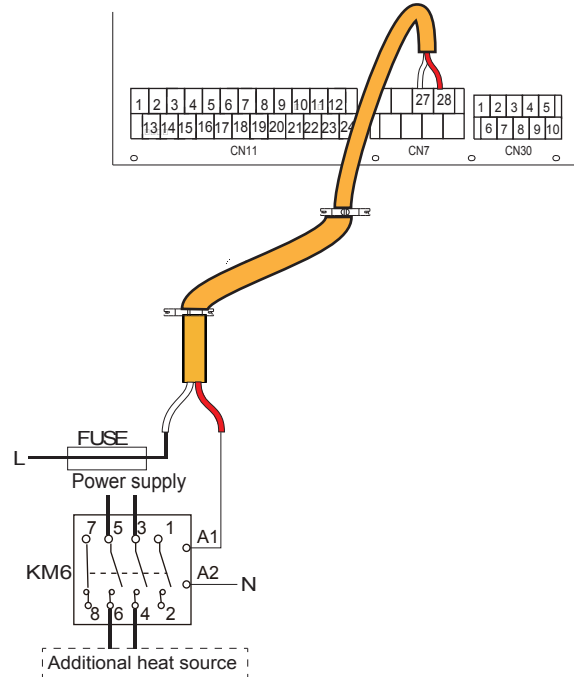 27 28
1 2 3 4 5 6 7 8 9 10 11 12
1 2 3 4 5
13 14 15 16 17 18 19 20 21 22 23 24
6 7 8 9 10
CN11
CN7
CN30
FUSE
L
Power supply
7 5 3 1
A1
KM6
A2
N
8 6 4 2
Additional heat source